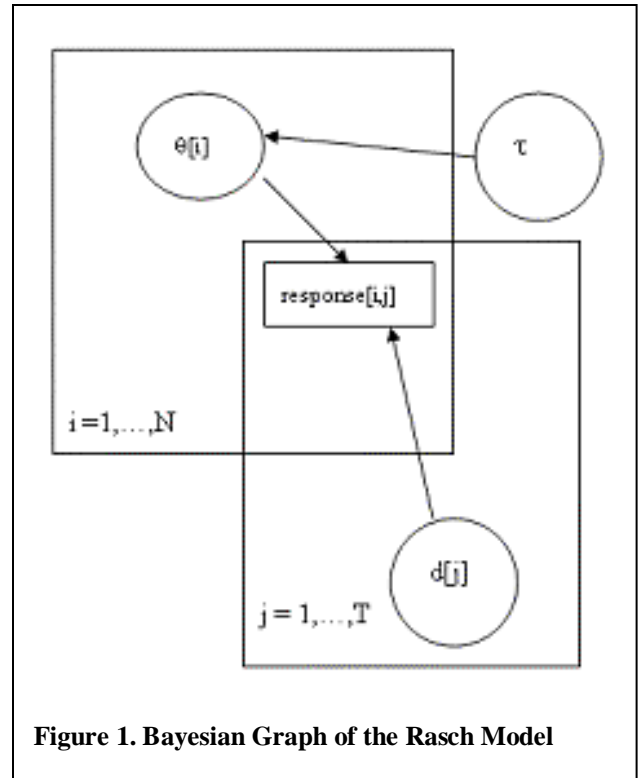 θ[i]
τ
response[i,j]
i =1,...,N
d[j]
j = 1,...,T
Figure 1. Bayesian Graph of the Rasch Model